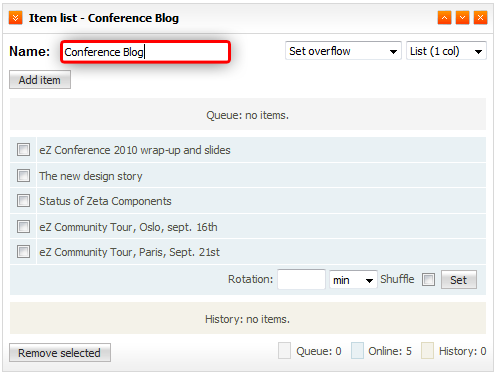 Item list - Conference Blog
Name: Conference Blog Set overflow List (1 col)
Add item
Queue: no items.
eZ Conference 2010 wrap-up and slides
The new design story
Status of Zeta Components
eZ Community Tour, Oslo, sept. 16th
eZ Community Tour, Paris, Sept. 21st
Rotation: min Shuffle Set
History: no items.
Remove selected Queue: 0 Online: 5 History: 0